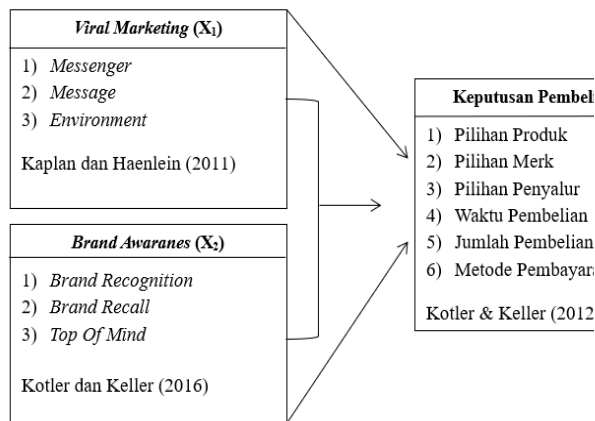 Viral Marketing (X₁)
1) Messenger
2) Message
3) Environment
Kaplan dan Haenlein (2011)
Brand Awaranes (X₂)
1) Brand Recognition
2) Brand Recall
3) Top Of Mind
Kotler dan Keller (2016)
Keputusan Pembeli
1) Pilihan Produk
2) Pilihan Merk
3) Pilihan Penyalur
4) Waktu Pembelian
5) Jumlah Pembelian
6) Metode Pembayara
Kotler & Keller (2012